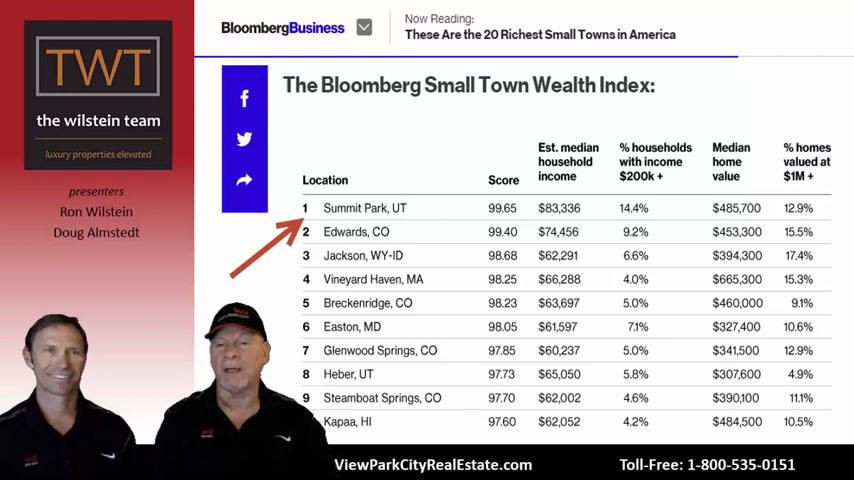 TWT
the wilstein team
luxury properties elevated
presenters
Ron Wilstein
Doug Almstedt
BloombergBusiness
Now Reading:
These Are the 20 Richest Small Towns in America
The Bloomberg Small Town Wealth Index:
Location Score Est. median household income % households with income $200k + Median home value % homes valued at $1M +
1 Summit Park, UT 99.65 $83,336 14.4% $485,700 12.9%
2 Edwards, CO 99.40 $74,456 9.2% $453,300 15.5%
3 Jackson, WY-ID 98.68 $62,291 6.6% $394,300 17.4%
4 Vineyard Haven, MA 98.25 $66,288 4.0% $665,300 15.3%
5 Breckenridge, CO 98.23 $63,697 5.0% $460,000 9.1%
6 Easton, MD 98.05 $61,597 7.1% $327,400 10.6%
7 Glenwood Springs, CO 97.85 $60,237 5.0% $341,500 12.9%
8 Heber, UT 97.73 $65,050 5.8% $307,600 4.9%
9 Steamboat Springs, CO 97.70 $62,002 4.6% $390,100 11.1%
Kapaa, HI 97.60 $62,052 4.2% $484,500 10.5%
ViewParkCityRealEstate.com Toll-Free: 1-800-535-0151